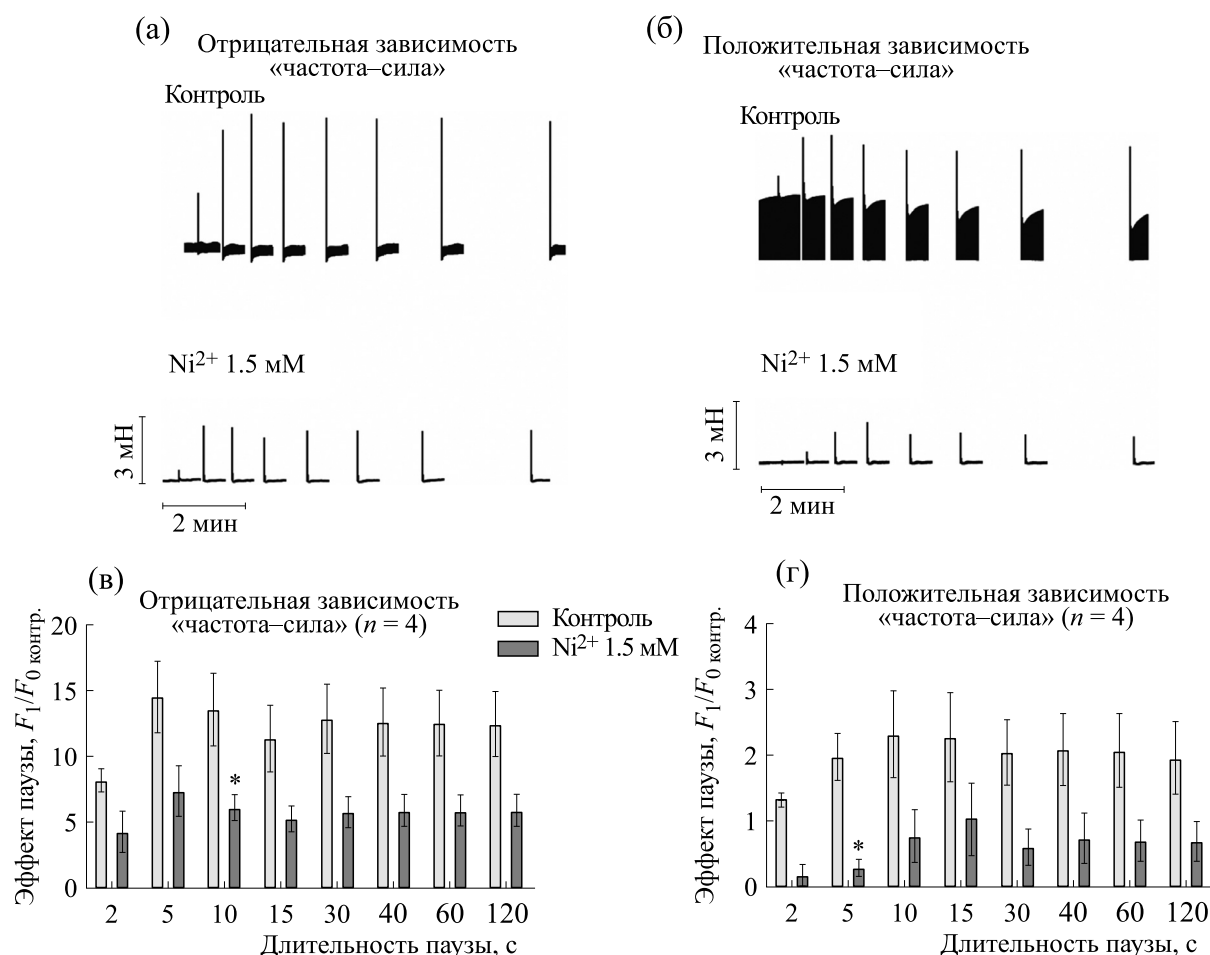 (а)
Отрицательная зависимость
«частота–сила»
Контроль
Ni²⁺ 1.5 мМ
3 мН
2 мин
(б)
Положительная зависимость
«частота–сила»
Контроль
Ni²⁺ 1.5 мМ
3 мН
2 мин
(в)
Отрицательная зависимость
«частота–сила» (n = 4)
Контроль
Ni²⁺ 1.5 мМ
Эффект паузы, F₁/F₀ контр.
20
15
10
5
0
*
2 5 10 15 30 40 60 120
Длительность паузы, с
(г)
Положительная зависимость
«частота–сила» (n = 4)
Эффект паузы, F₁/F₀ контр.
4
3
2
1
0
*
2 5 10 15 30 40 60 120
Длительность паузы, с